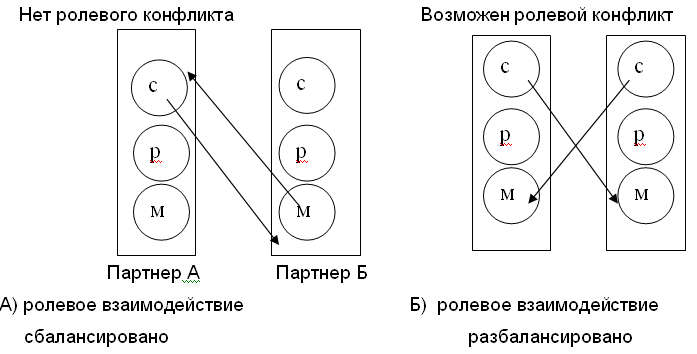 Нет ролевого конфликта
Возможен ролевой конфликт
с
с
р
р
м
м
с
с
р
р
м
м
Партнер А
Партнер Б
А) ролевое взаимодействие
сбалансировано
Б) ролевое взаимодействие
разбалансировано